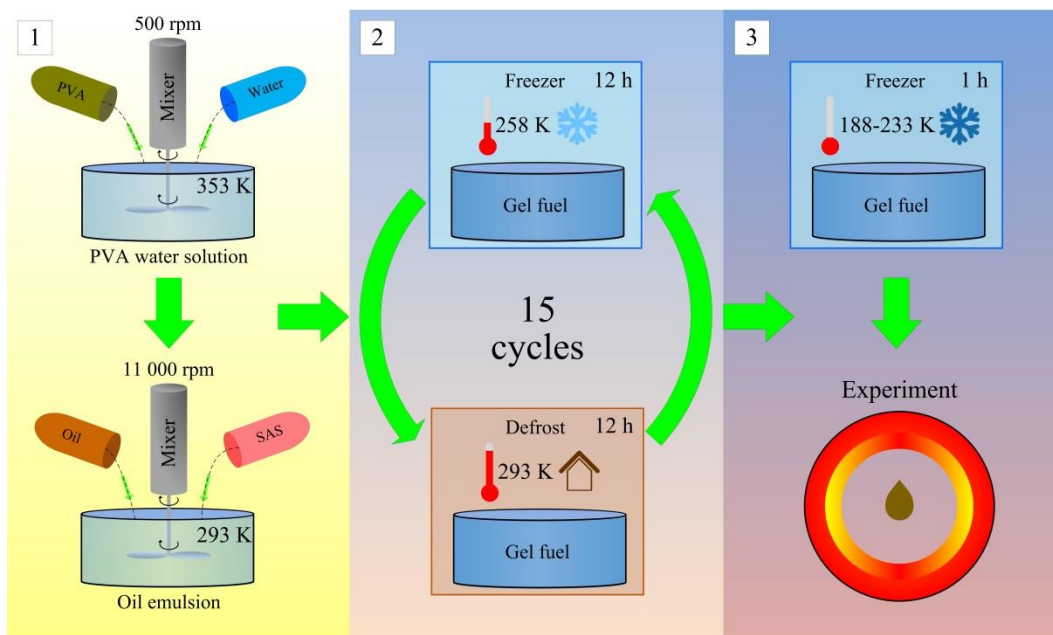 1
500 rpm
PVA
Mixer
Water
353 K
PVA water solution
11 000 rpm
Oil
Mixer
SAS
293 K
Oil emulsion
2
Freezer
12 h
258 K
Gel fuel
15
cycles
Defrost
12 h
293 K
Gel fuel
3
Freezer
1 h
188-233 K
Gel fuel
Experiment